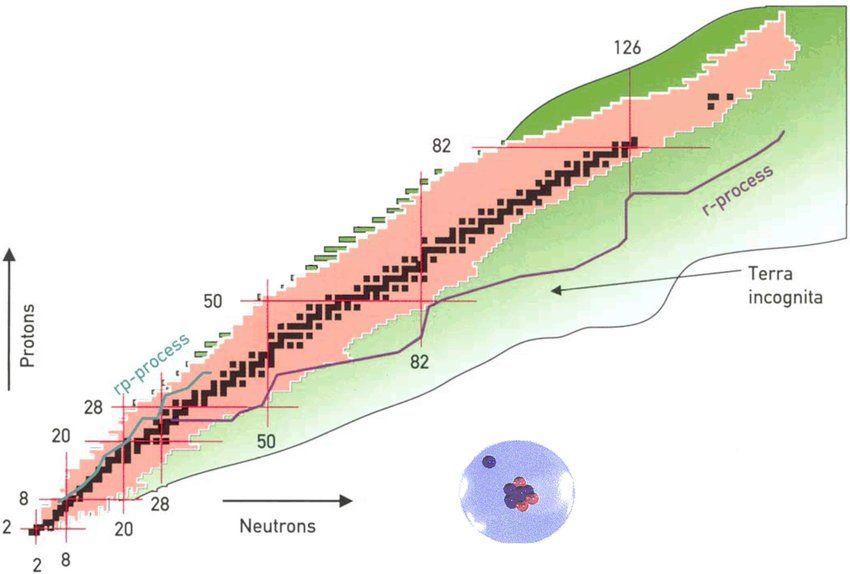 126
82
r-process
Terra
incognita
50
82
Protons
rp-process
28
50
20
8
28
2
20
Neutrons
2
8